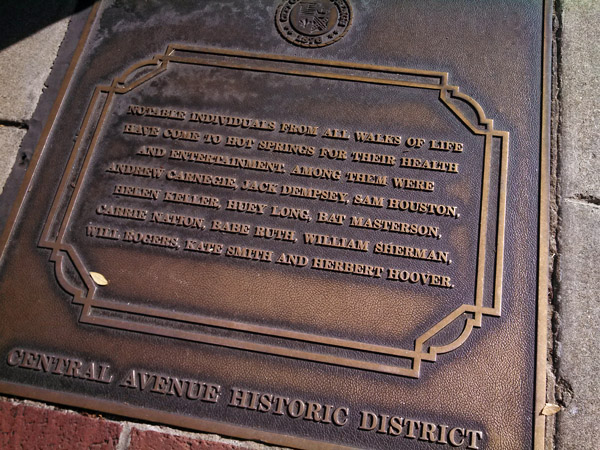 1876
NOTABLE INDIVIDUALS FROM ALL WALKS OF LIFE
HAVE COME TO HOT SPRINGS FOR THEIR HEALTH
AND ENTERTAINMENT. AMONG THEM WERE
ANDREW CARNEGIE, JACK DEMPSEY, SAM HOUSTON,
HELEN KELLER, HUEY LONG, BAT MASTERSON,
CARRIE NATION, BABE RUTH, WILLIAM SHERMAN,
WILL ROGERS, KATE SMITH AND HERBERT HOOVER.
CENTRAL AVENUE HISTORIC DISTRICT